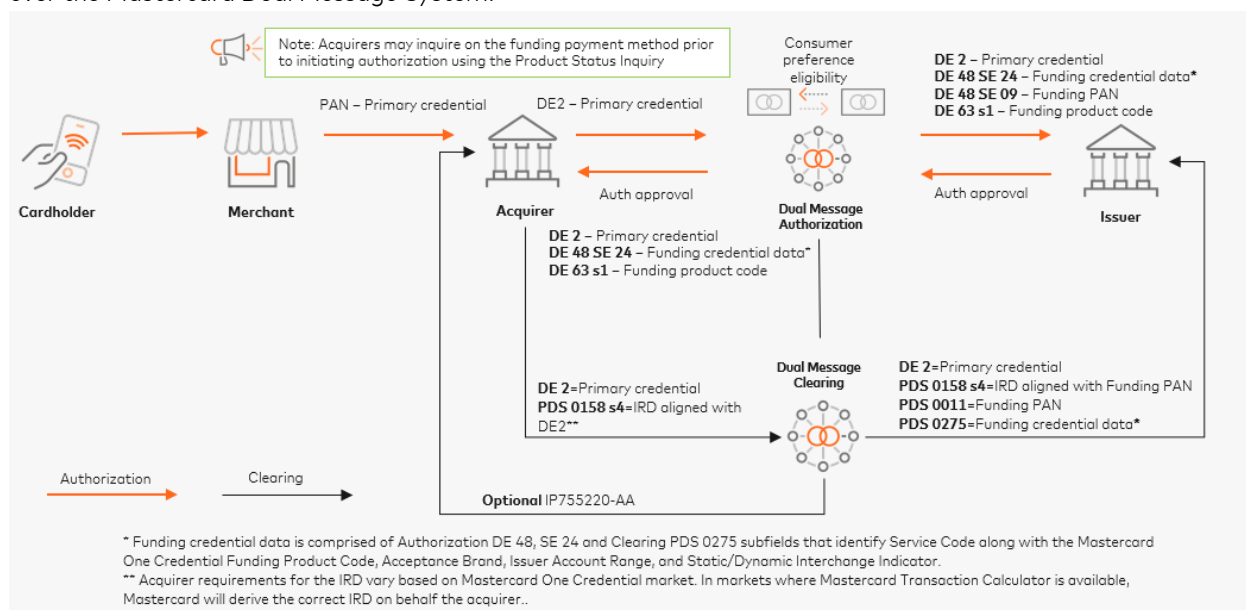 over the Mastercard Dual Message System.
Note: Acquirers may inquire on the funding payment method prior
to initiating authorization using the Product Status Inquiry
Consumer
preference
eligibility
DE 2 – Primary credential
DE 48 SE 24 – Funding credential data*
DE 48 SE 09 – Funding PAN
DE 63 s1 – Funding product code
PAN – Primary credential
DE2 – Primary credential
Auth approval
Auth approval
Cardholder
Merchant
Acquirer
Dual Message
Authorization
Issuer
DE 2 – Primary credential
DE 48 SE 24 – Funding credential data*
DE 63 s1 – Funding product code
DE 2=Primary credential
PDS 0158 s4=IRD aligned with
DE2**
Dual Message
Clearing
DE 2=Primary credential
PDS 0158 s4=IRD aligned with Funding PAN
PDS 0011=Funding PAN
PDS 0275=Funding credential data*
Authorization
Clearing
Optional IP755220-AA
* Funding credential data is comprised of Authorization DE 48, SE 24 and Clearing PDS 0275 subfields that identify Service Code along with the Mastercard
One Credential Funding Product Code, Acceptance Brand, Issuer Account Range, and Static/Dynamic Interchange Indicator.
** Acquirer requirements for the IRD vary based on Mastercard One Credential market. In markets where Mastercard Transaction Calculator is available,
Mastercard will derive the correct IRD on behalf the acquirer..